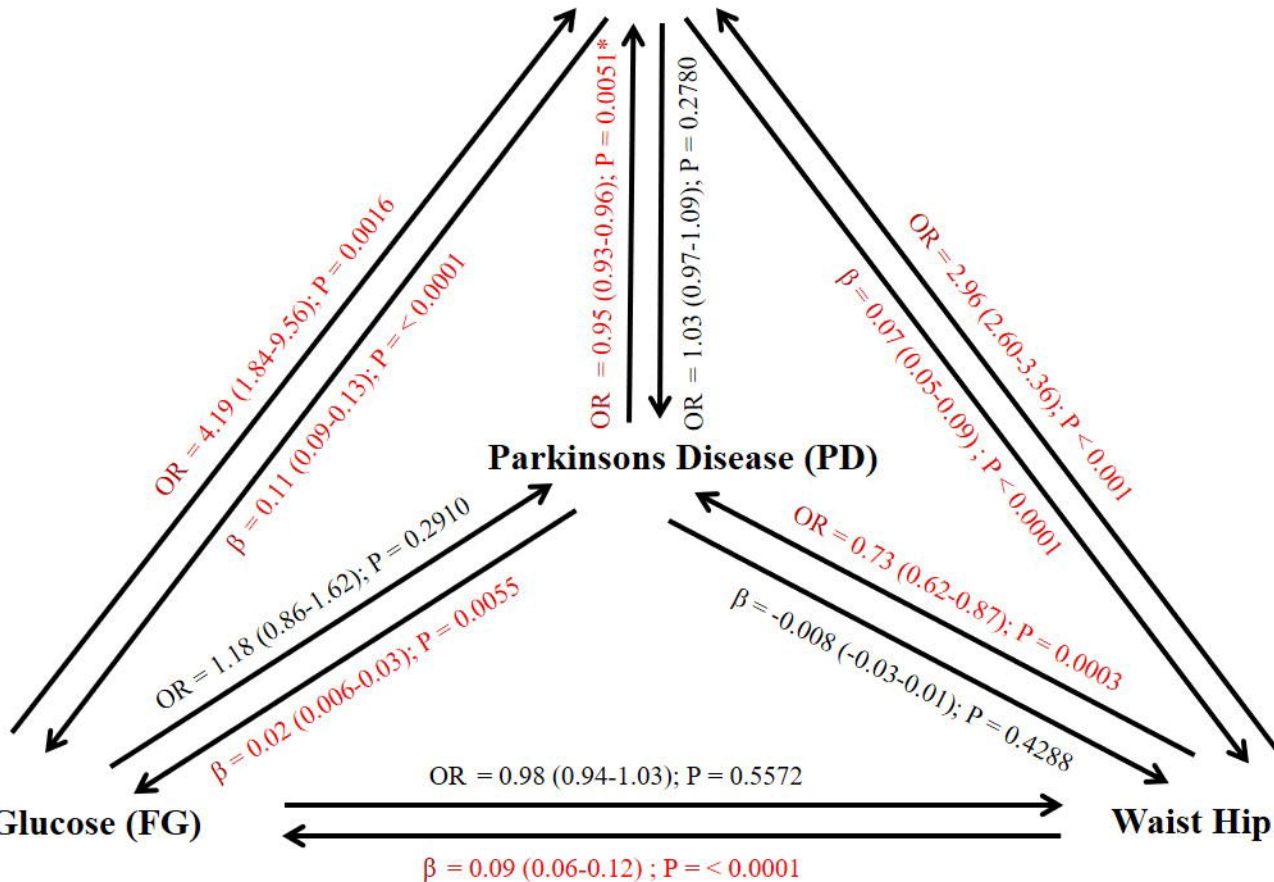 OR = 4.19 (1.84-9.56); P = 0.0016
β = 0.11 (0.09-0.13); P = < 0.0001
OR = 0.95 (0.93-0.96); P = 0.0051*
OR = 1.03 (0.97-1.09); P = 0.2780
β = 0.07 (0.05-0.09) ; P < 0.0001
OR = 2.96 (2.60-3.36); P < 0.001
Parkinsons Disease (PD)
OR = 1.18 (0.86-1.62); P = 0.2910
β = 0.02 (0.006-0.03); P = 0.0055
OR = 0.73 (0.62-0.87); P = 0.0003
β = -0.008 (-0.03-0.01); P = 0.4288
OR = 0.98 (0.94-1.03); P = 0.5572
Glucose (FG)
Waist Hip
β = 0.09 (0.06-0.12) ; P = < 0.0001